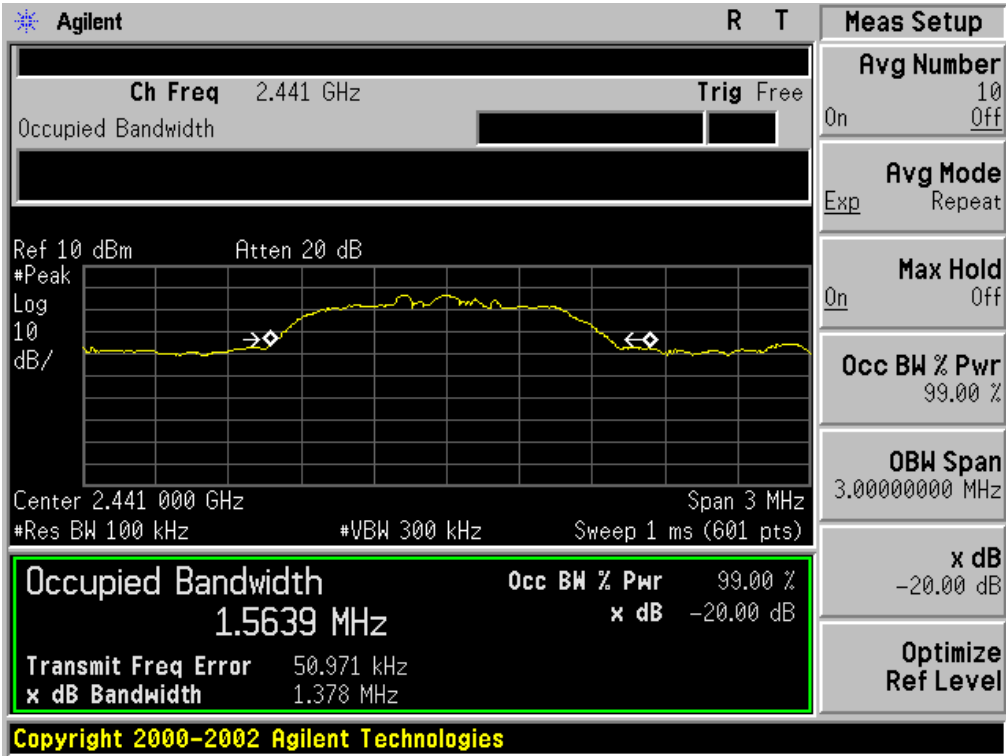 Agilent R T Meas Setup
Ch Freq 2.441 GHz Trig Free
Occupied Bandwidth
Ref 10 dBm Atten 20 dB
#Peak
Log
10
dB/
Center 2.441 000 GHz Span 3 MHz
#Res BW 100 kHz #VBW 300 kHz Sweep 1 ms (601 pts)
Occupied Bandwidth Occ BW % Pwr 99.00 %
1.5639 MHz x dB -20.00 dB
Transmit Freq Error 50.971 kHz
x dB Bandwidth 1.378 MHz
Avg Number
10
On Off
Avg Mode
Exp Repeat
Max Hold
On Off
Occ BW % Pwr
99.00 %
OBW Span
3.00000000 MHz
x dB
-20.00 dB
Optimize
Ref Level
Copyright 2000-2002 Agilent Technologies